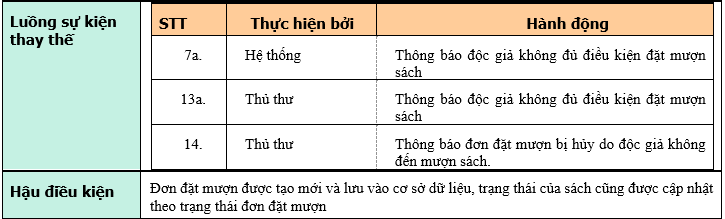 Luồng sự kiện
thay thế
STT Thực hiện bởi Hành động
7a. Hệ thống Thông báo độc giả không đủ điều kiện đặt mượn
sách
13a. Thủ thư Thông báo độc giả không đủ điều kiện đặt mượn
sách
14. Thủ thư Thông báo đơn đặt mượn bị hủy do độc giả không
đến mượn sách.
Hậu điều kiện Đơn đặt mượn được tạo mới và lưu vào cơ sở dữ liệu, trạng thái của sách cũng được cập nhật
theo trạng thái đơn đặt mượn